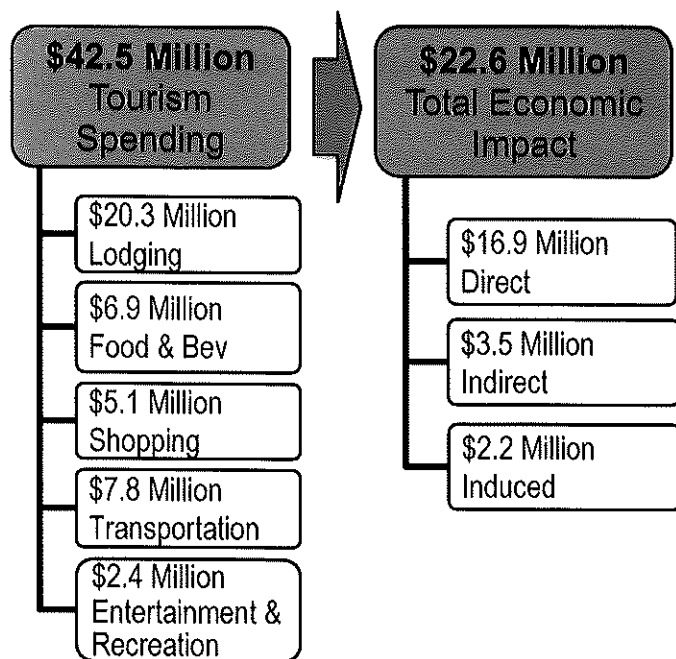 $42.5 Million
Tourism
Spending
$20.3 Million
Lodging
$6.9 Million
Food & Bev
$5.1 Million
Shopping
$7.8 Million
Transportation
$2.4 Million
Entertainment &
Recreation
$22.6 Million
Total Economic
Impact
$16.9 Million
Direct
$3.5 Million
Indirect
$2.2 Million
Induced